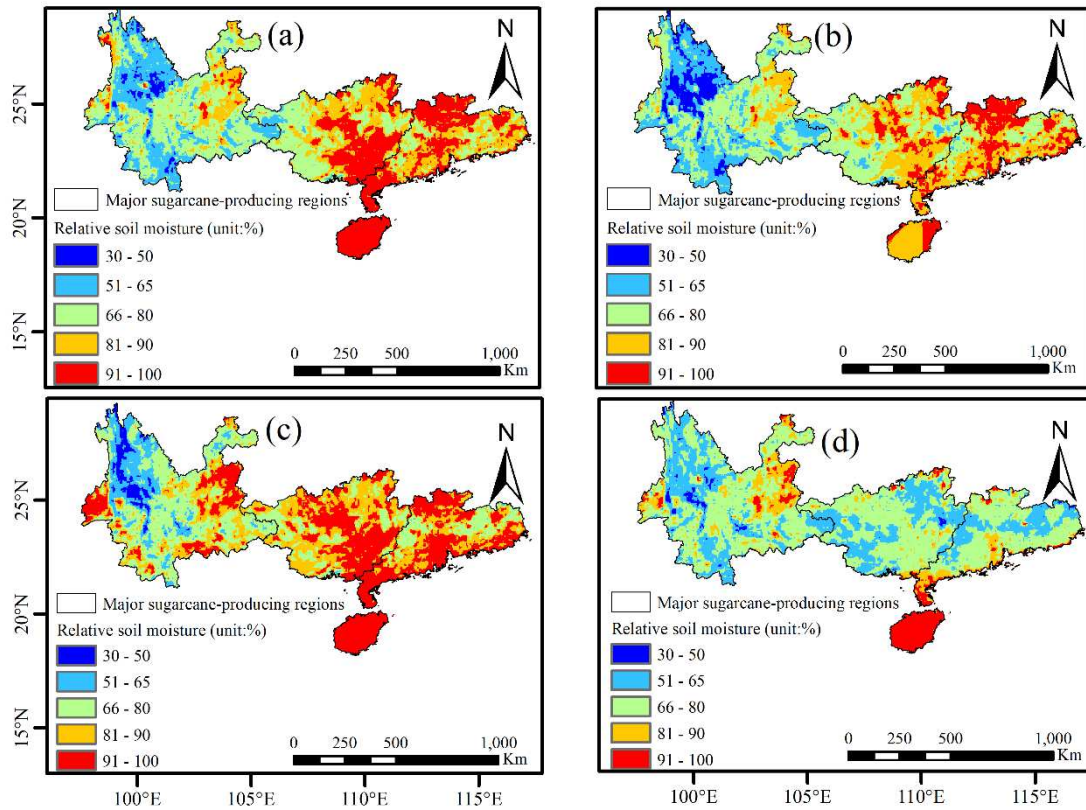 (a)
N
25°N
20°N
15°N
Major sugarcane-producing regions
Relative soil moisture (unit:%)
30 - 50
51 - 65
66 - 80
81 - 90
91 - 100
0 250 500 1,000
Km
(b)
N
Major sugarcane-producing regions
Relative soil moisture (unit:%)
30 - 50
51 - 65
66 - 80
81 - 90
91 - 100
0 250 500 1,000
Km
(c)
N
25°N
20°N
15°N
Major sugarcane-producing regions
Relative soil moisture (unit:%)
30 - 50
51 - 65
66 - 80
81 - 90
91 - 100
0 250 500 1,000
Km
100°E 105°E 110°E 115°E
(d)
N
Major sugarcane-producing regions
Relative soil moisture (unit:%)
30 - 50
51 - 65
66 - 80
81 - 90
91 - 100
0 250 500 1,000
Km
100°E 105°E 110°E 115°E